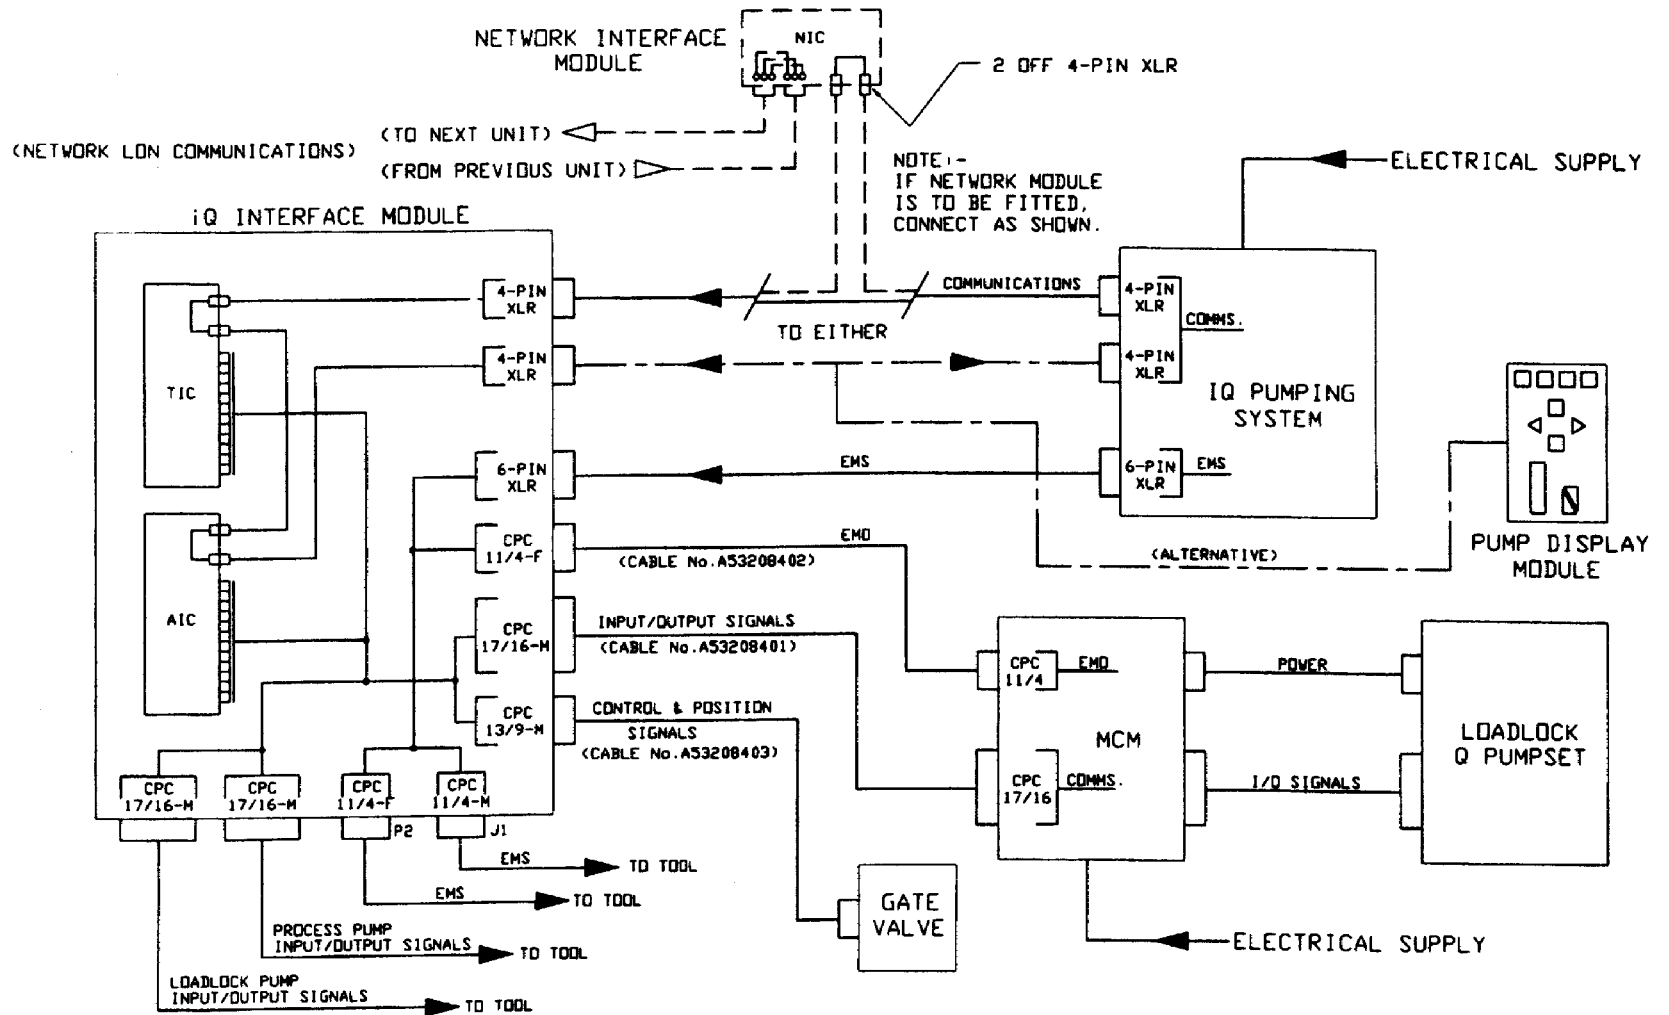 NETWORK INTERFACE
MODULE
NIC
2 OFF 4-PIN XLR
(TO NEXT UNIT)
(NETWORK LON COMMUNICATIONS)
(FROM PREVIOUS UNIT)
NOTE:-
IF NETWORK MODULE
IS TO BE FITTED,
CONNECT AS SHOWN.
ELECTRICAL SUPPLY
iQ INTERFACE MODULE
4-PIN
XLR
COMMUNICATIONS
4-PIN
XLR
COMMS.
TO EITHER
4-PIN
XLR
4-PIN
XLR
TIC
IQ PUMPING
SYSTEM
6-PIN
XLR
EMS
6-PIN
XLR
EMS
CPC
11/4-F
EMO
(CABLE No.A53208402)
(ALTERNATIVE)
PUMP DISPLAY
MODULE
AIC
CPC
17/16-M
INPUT/OUTPUT SIGNALS
(CABLE No.A53208401)
CPC
11/4
EMO
POWER
CPC
13/9-M
CONTROL & POSITION
SIGNALS
(CABLE No.A53208403)
MCM
LOADLOCK
Q PUMPSET
CPC
17/16-M
CPC
17/16-M
CPC
11/4-F
CPC
11/4-M
CPC
17/16
COMMS.
I/O SIGNALS
P2
J1
EMS
TO TOOL
EMS
TO TOOL
GATE
VALVE
PROCESS PUMP
INPUT/OUTPUT SIGNALS
TO TOOL
ELECTRICAL SUPPLY
LOADLOCK PUMP
INPUT/OUTPUT SIGNALS
TO TOOL